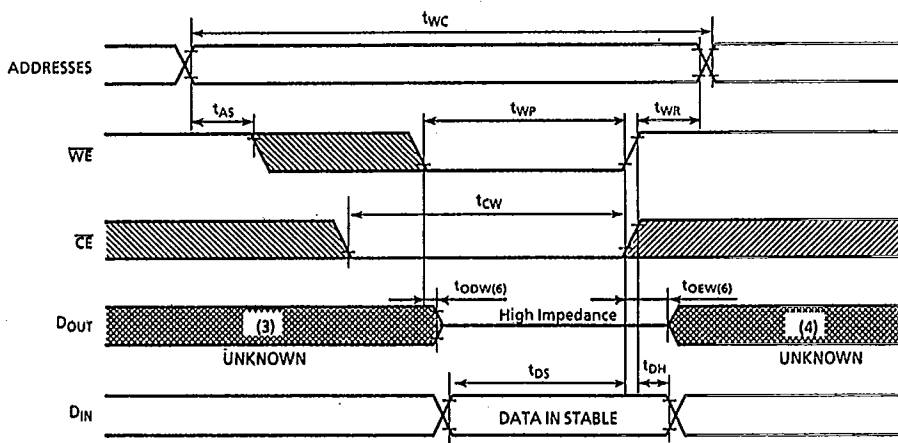 tWC
ADDRESSES
tAS
tWP
tWR
WE
tCW
CE
tODW(6)
tOEW(6)
High Impedance
DOUT
(3)
(4)
UNKNOWN
UNKNOWN
tDS
tDH
DIN
DATA IN STABLE